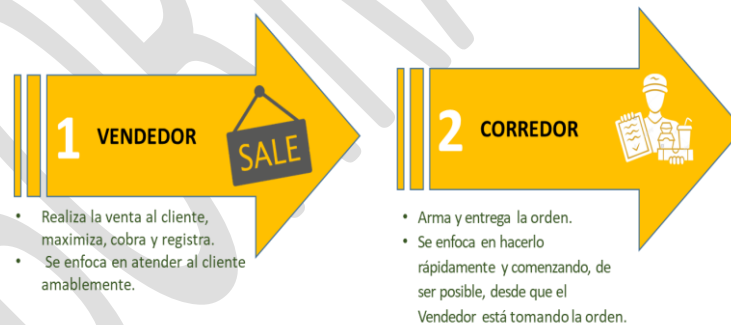 1 VENDEDOR
SALE
• Realiza la venta al cliente,
maximiza, cobra y registra.
• Se enfoca en atender al cliente
amablemente.
2 CORREDOR
• Arma y entrega la orden.
• Se enfoca en hacerlo
rápidamente y comenzando, de
ser posible, desde que el
Vendedor está tomando la orden.